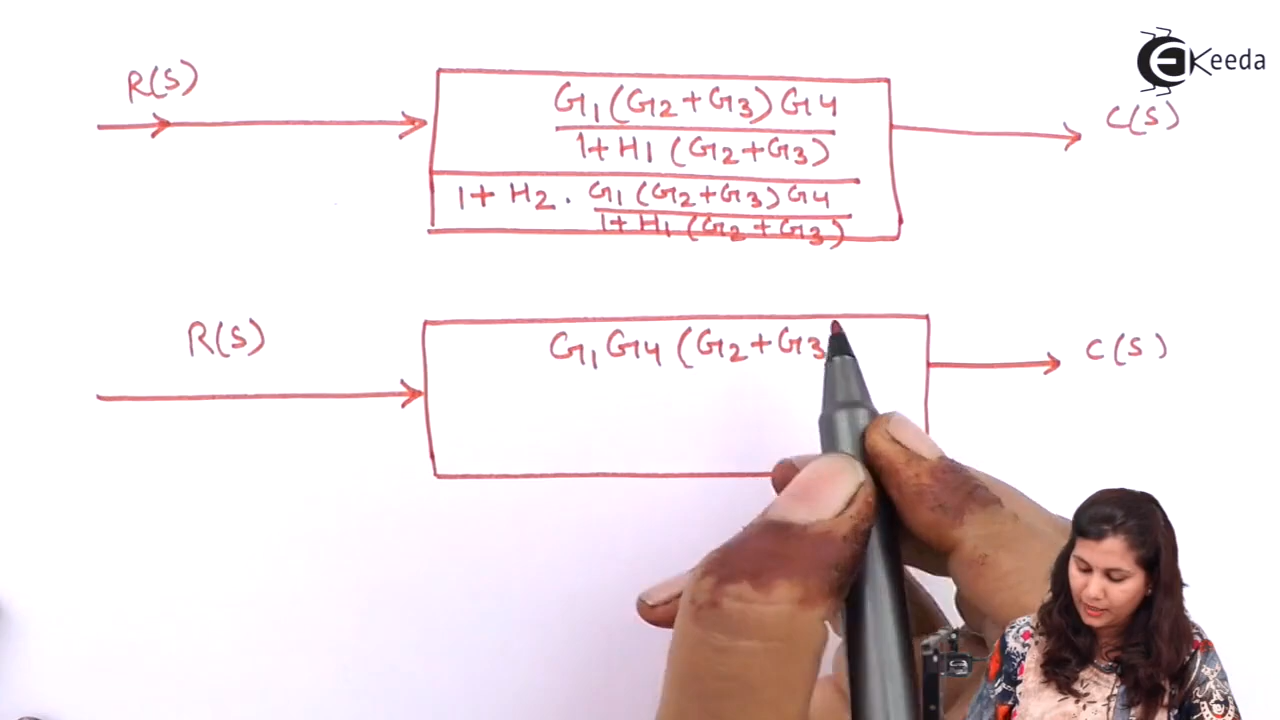 EKeeda
R(S)
C(S)
G1(G2+G3)G4
1+H1(G2+G3)
1+H2.G1(G2+G3)G4
1+H1(G2+G3)
R(S)
G1G4(G2+G3
C(S)